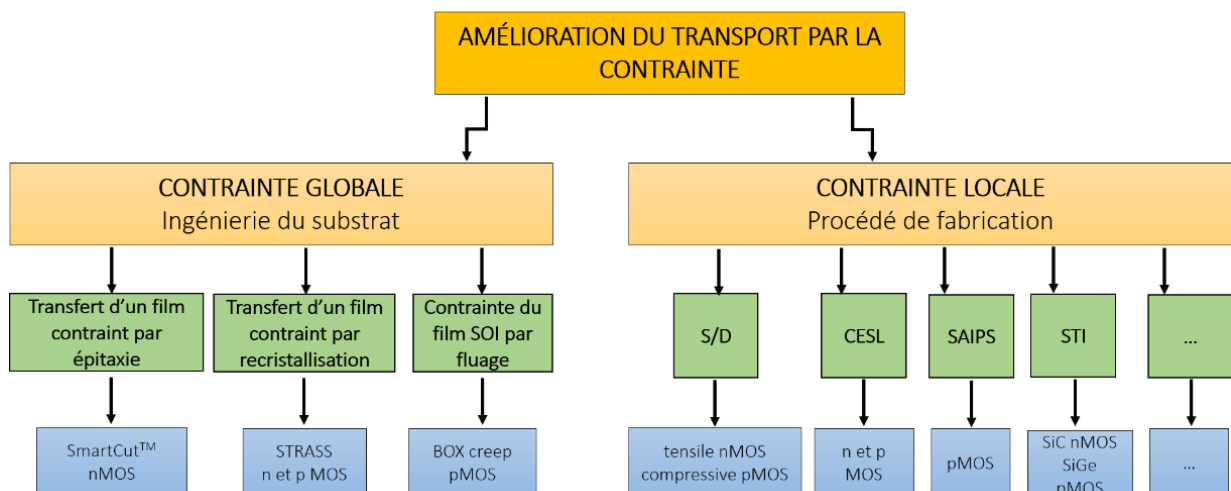 AMÉLIORATION DU TRANSPORT PAR LA
CONTRAINTE
CONTRAINTE GLOBALE
Ingénierie du substrat
CONTRAINTE LOCALE
Procédé de fabrication
Transfert d’un film
contraint par
épitaxie
Transfert d’un film
contraint par
recristallisation
Contrainte du
film SOI par
fluage
S/D
CESL
SAIPS
STI
...
SmartCut™
nMOS
STRASS
n et p MOS
BOX creep
pMOS
tensile nMOS
compressive pMOS
n et p
MOS
pMOS
SiC nMOS
SiGe
pMOS
...